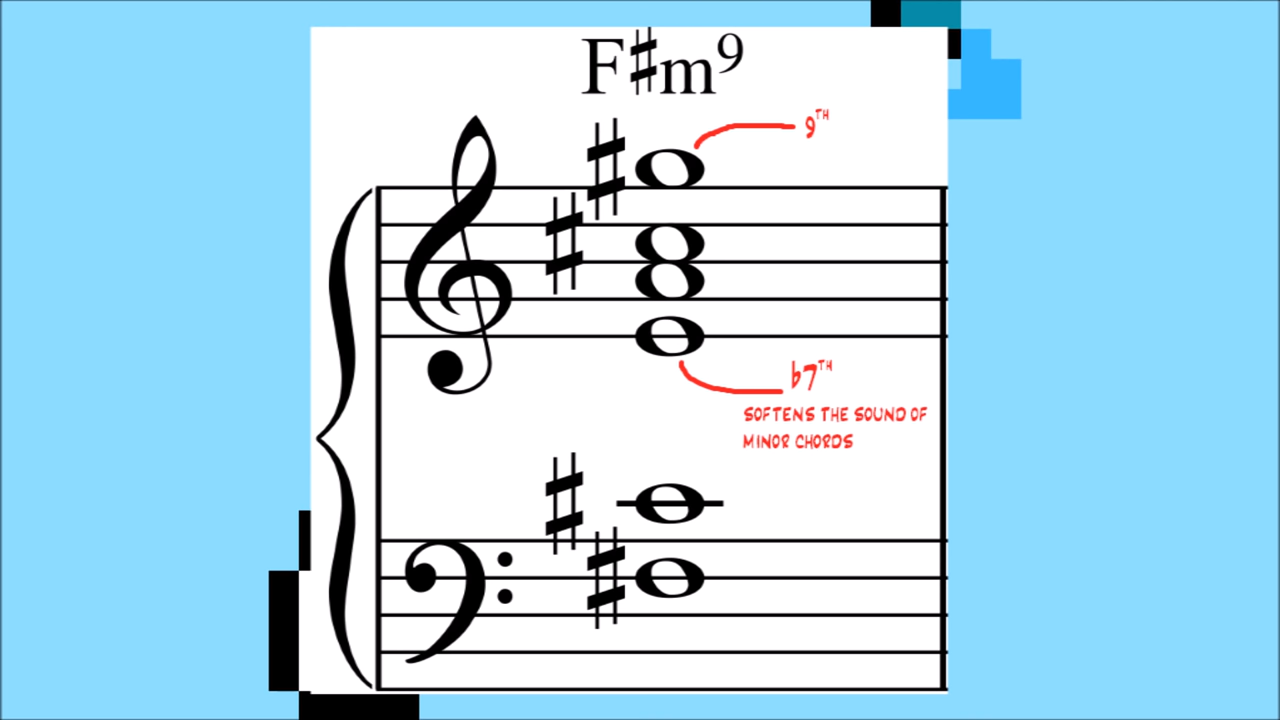 F♯m⁹
9ᵀᴴ
♭7ᵀᴴ
SOFTENS THE SOUND OF
MINOR CHORDS